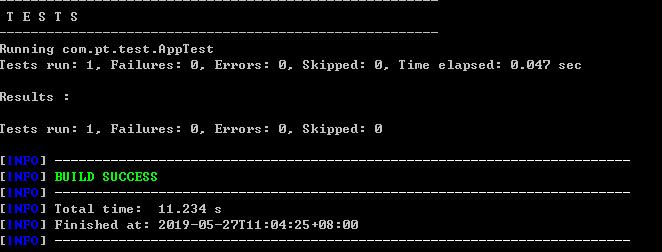 -------------------------------------------------------
 T E S T S
-------------------------------------------------------
Running com.pt.test.AppTest
Tests run: 1, Failures: 0, Errors: 0, Skipped: 0, Time elapsed: 0.047 sec

Results :

Tests run: 1, Failures: 0, Errors: 0, Skipped: 0

[INFO] ------------------------------------------------------------------------
[INFO] BUILD SUCCESS
[INFO] ------------------------------------------------------------------------
[INFO] Total time:  11.234 s
[INFO] Finished at: 2019-05-27T11:04:25+08:00
[INFO] ------------------------------------------------------------------------